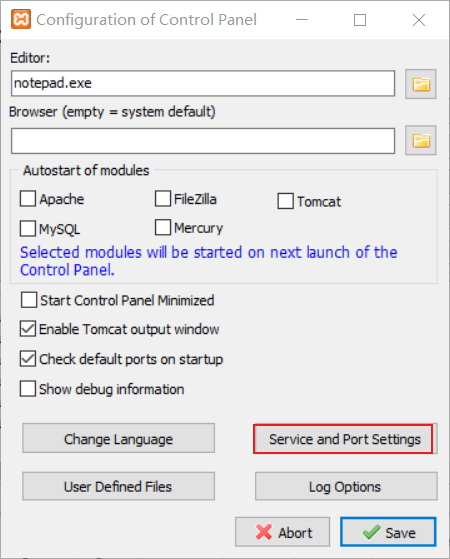 Configuration of Control Panel
Editor:
notepad.exe
Browser (empty = system default)
Autostart of modules
Apache
FileZilla
Tomcat
MySQL
Mercury
Selected modules will be started on next launch of the
Control Panel.
Start Control Panel Minimized
Enable Tomcat output window
Check default ports on startup
Show debug information
Change Language
Service and Port Settings
User Defined Files
Log Options
Abort
Save